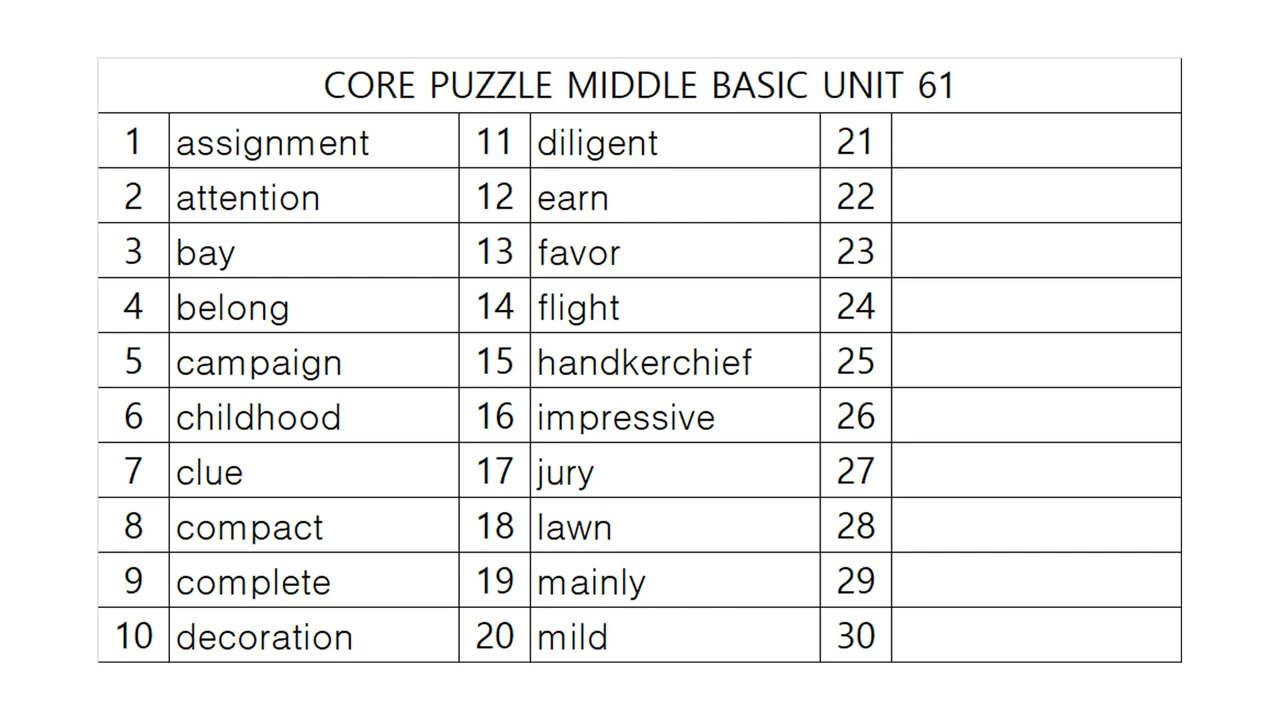 CORE PUZZLE MIDDLE BASIC UNIT 61
1 assignment 11 diligent 21
2 attention 12 earn 22
3 bay 13 favor 23
4 belong 14 flight 24
5 campaign 15 handkerchief 25
6 childhood 16 impressive 26
7 clue 17 jury 27
8 compact 18 lawn 28
9 complete 19 mainly 29
10 decoration 20 mild 30